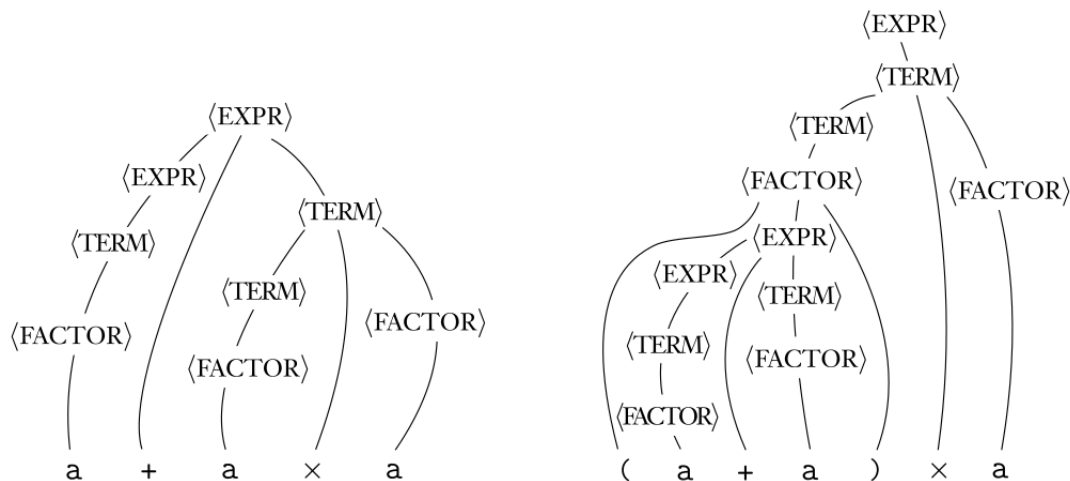 ⟨EXPR⟩
⟨EXPR⟩
⟨TERM⟩
⟨TERM⟩
⟨TERM⟩
⟨FACTOR⟩
⟨FACTOR⟩
⟨FACTOR⟩
a + a × a
⟨EXPR⟩
⟨TERM⟩
⟨TERM⟩
⟨FACTOR⟩
⟨FACTOR⟩
⟨EXPR⟩
⟨EXPR⟩
⟨TERM⟩
⟨TERM⟩
⟨FACTOR⟩
⟨FACTOR⟩
( a + a ) × a